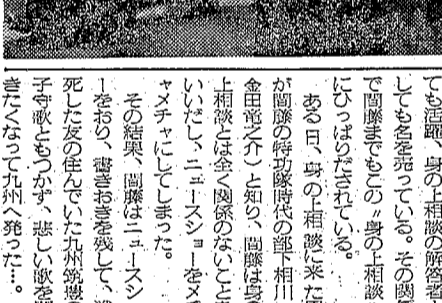 ても活躍、身の上相談の解答者
しても名を売っている。その関
で間藤までもこの〃身の上相談
にひっぱりだされている。
ある日、身の上相談に来た
が間藤の特功隊時代の部下相川
金田竜之介）と知り、間藤は身
上相談とは全く関係のないこと
いいだし、ニュースショーをメ
ャメチャにしてしまった。
その結果、間藤はニュースシ
ーをおり、書きおきを残して、
死した友の住んでいた九州筑豊
子守歌ともつかず、悲しい歌を
きたくなって九州へ発った…。